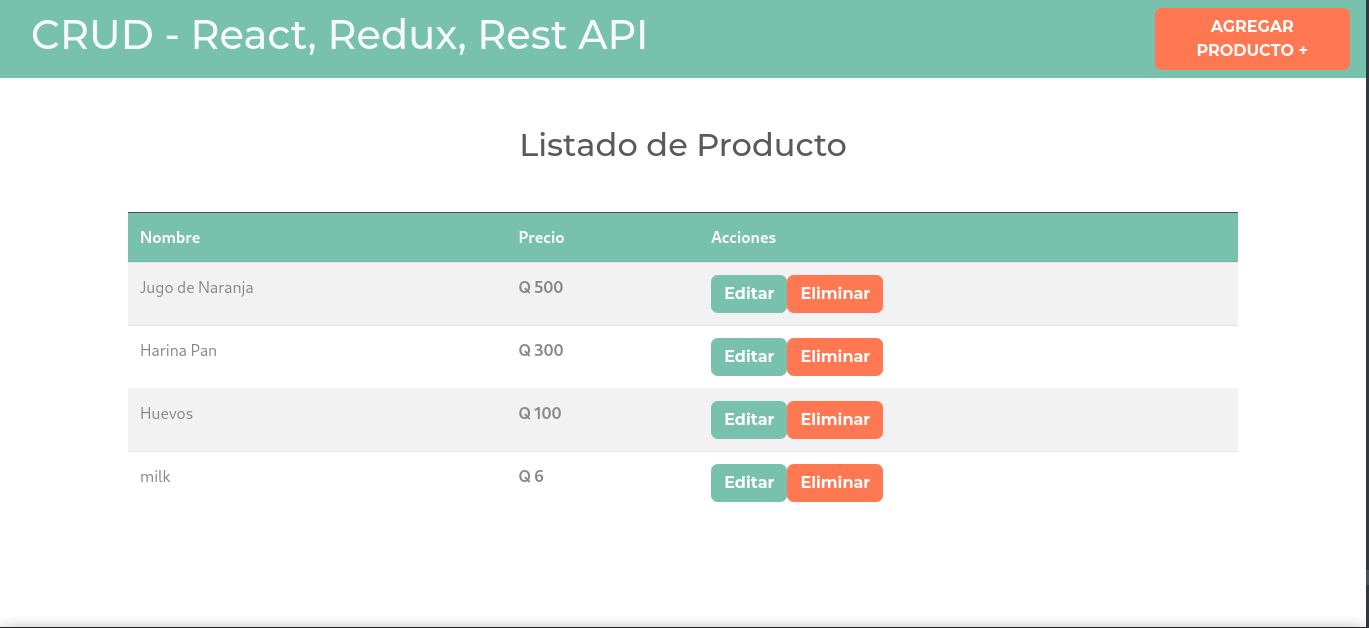 CRUD - React, Redux, Rest API
AGREGAR
PRODUCTO +
Listado de Producto
Nombre Precio Acciones
Jugo de Naranja Q 500 Editar Eliminar
Harina Pan Q 300 Editar Eliminar
Huevos Q 100 Editar Eliminar
milk Q 6 Editar Eliminar